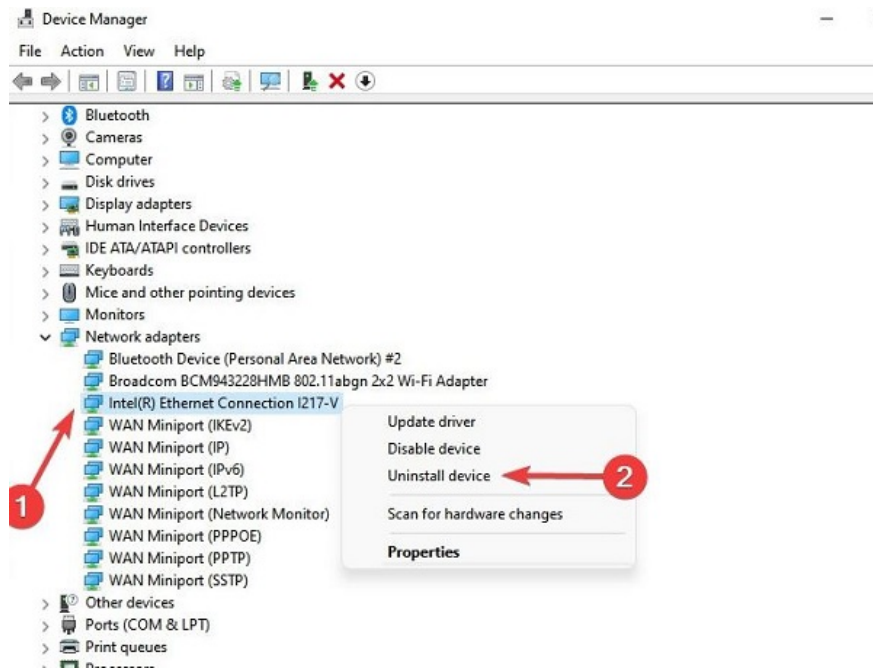 Device Manager
File Action View Help
Bluetooth
Cameras
Computer
Disk drives
Display adapters
Human Interface Devices
IDE ATA/ATAPI controllers
Keyboards
Mice and other pointing devices
Monitors
Network adapters
Bluetooth Device (Personal Area Network) #2
Broadcom BCM943228HMB 802.11abgn 2x2 Wi-Fi Adapter
Intel(R) Ethernet Connection I217-V
WAN Miniport (IKEv2)
WAN Miniport (IP)
WAN Miniport (IPv6)
WAN Miniport (L2TP)
WAN Miniport (Network Monitor)
WAN Miniport (PPPOE)
WAN Miniport (PPTP)
WAN Miniport (SSTP)
Other devices
Ports (COM & LPT)
Print queues
Processors
Update driver
Disable device
Uninstall device
Scan for hardware changes
Properties
1
2